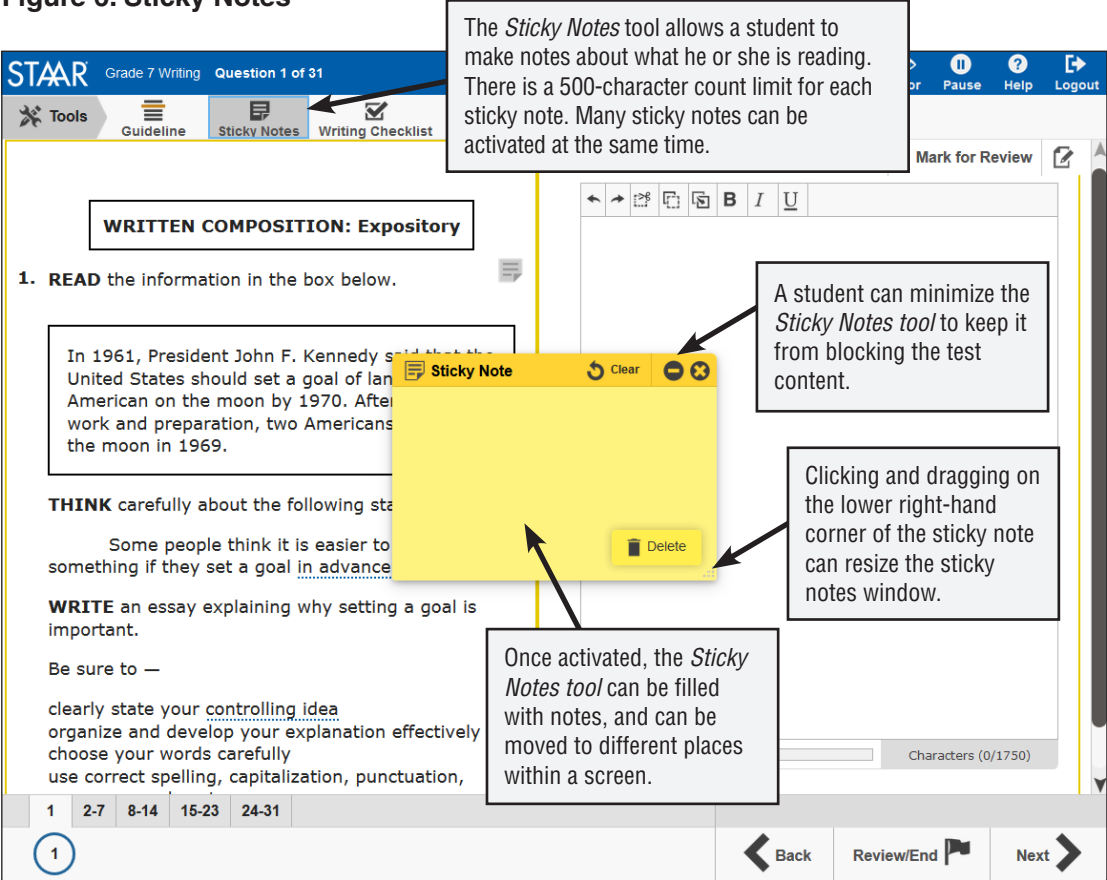 Figure 6. Sticky Notes
The Sticky Notes tool allows a student to
make notes about what he or she is reading.
There is a 500-character count limit for each
sticky note. Many sticky notes can be
activated at the same time.
STAAR Grade 7 Writing Question 1 of 31
Pause Help Logout
Tools
Guideline Sticky Notes Writing Checklist
Mark for Review
B I U
WRITTEN COMPOSITION: Expository
1. READ the information in the box below.
A student can minimize the
Sticky Notes tool to keep it
from blocking the test
content.
In 1961, President John F. Kennedy said that the
United States should set a goal of
American on the moon by 1970.
work and preparation, two Americans
the moon in 1969.
Sticky Note Clear
Delete
Clicking and dragging on
the lower right-hand
corner of the sticky note
can resize the sticky
notes window.
THINK carefully about the following
Some people think it is easier to
something if they set a goal in advance
WRITE an essay explaining why setting a goal is
important.
Once activated, the Sticky
Notes tool can be filled
with notes, and can be
moved to different places
within a screen.
Be sure to —
clearly state your controlling idea
organize and develop your explanation effectively
choose your words carefully
use correct spelling, capitalization, punctuation,
Characters (0/1750)
1 2-7 8-14 15-23 24-31
1
Back Review/End Next